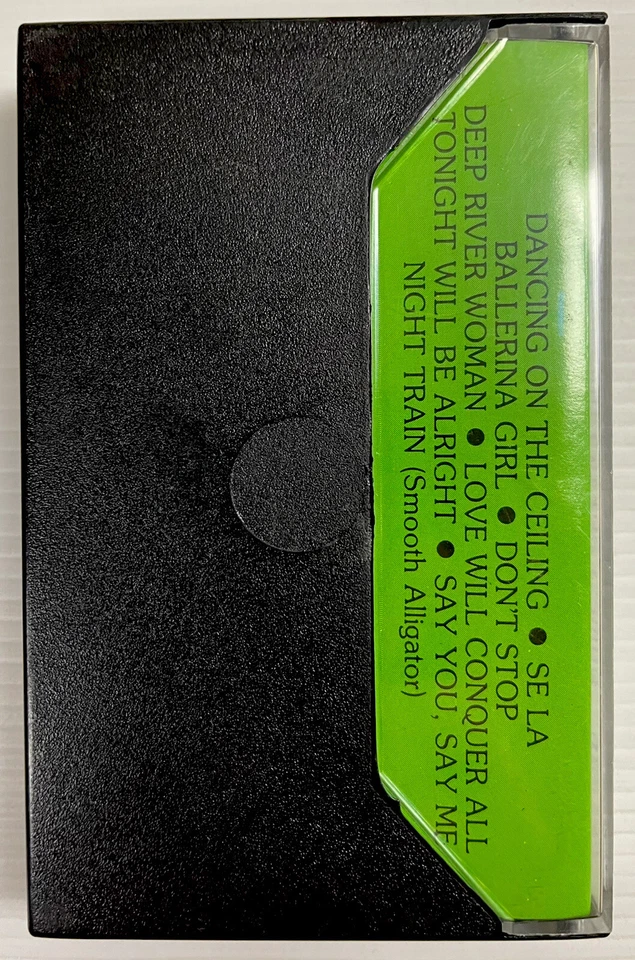 DANCING ON THE CEILING ● SE LA
BALLERINA GIRL ● DON'T STOP
DEEP RIVER WOMAN ● LOVE WILL CONQUER ALL
TONIGHT WILL BE ALRIGHT ● SAY YOU, SAY ME
NIGHT TRAIN (Smooth Alligator)